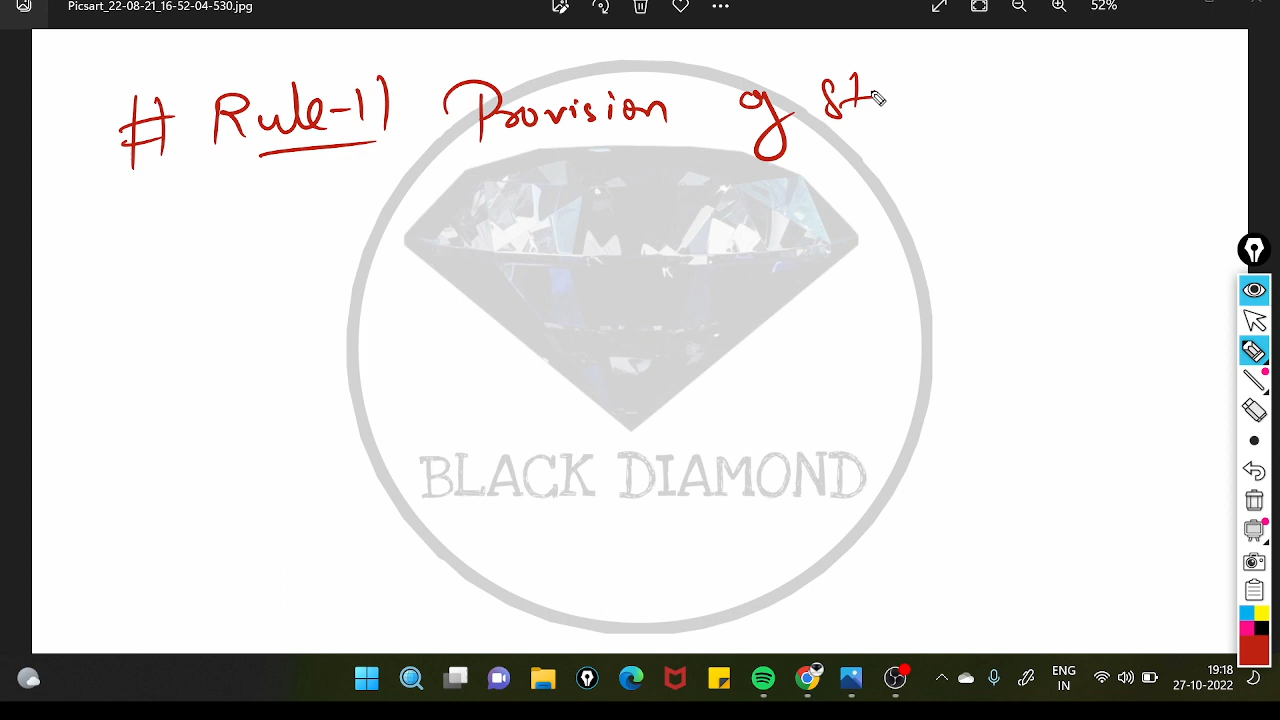 Picsart_22-08-21_16-52-04-530.jpg
52%
# Rule-11 Provision of st
BLACK DIAMOND
ENG
IN
19:18
27-10-2022